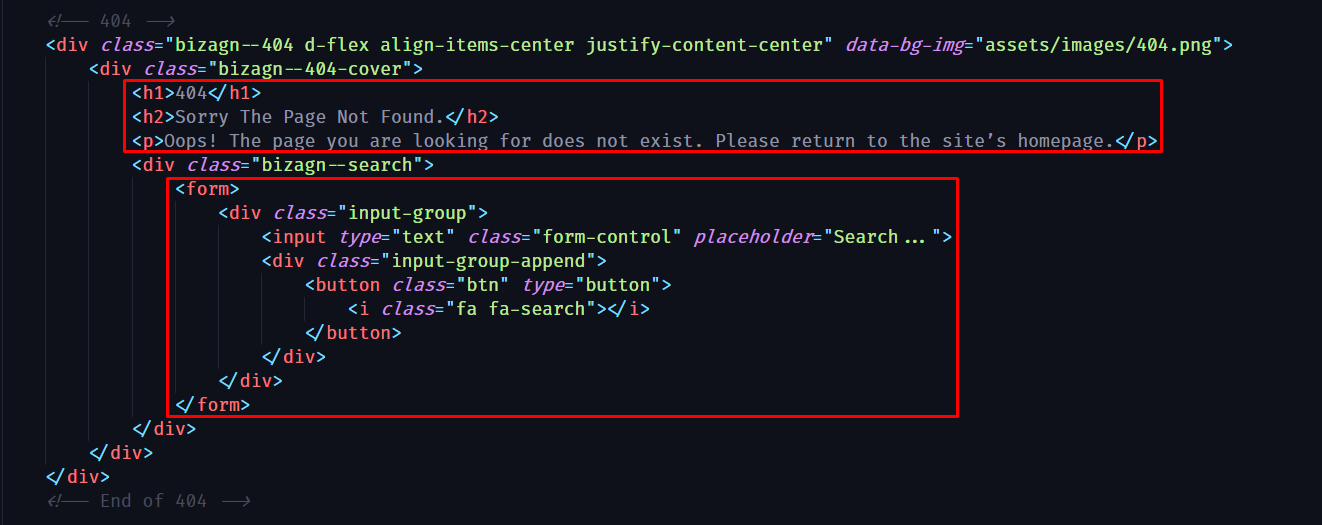 <!-- 404 -->
<div class="bizagn--404 d-flex align-items-center justify-content-center" data-bg-img="assets/images/404.png">
<div class="bizagn--404-cover">
<h1>404</h1>
<h2>Sorry The Page Not Found.</h2>
<p>Oops! The page you are looking for does not exist. Please return to the site’s homepage.</p>
<div class="bizagn--search">
<form>
<div class="input-group">
<input type="text" class="form-control" placeholder="Search...">
<div class="input-group-append">
<button class="btn" type="button">
<i class="fa fa-search"></i>
</button>
</div>
</div>
</form>
</div>
</div>
</div>
<!-- End of 404 -->